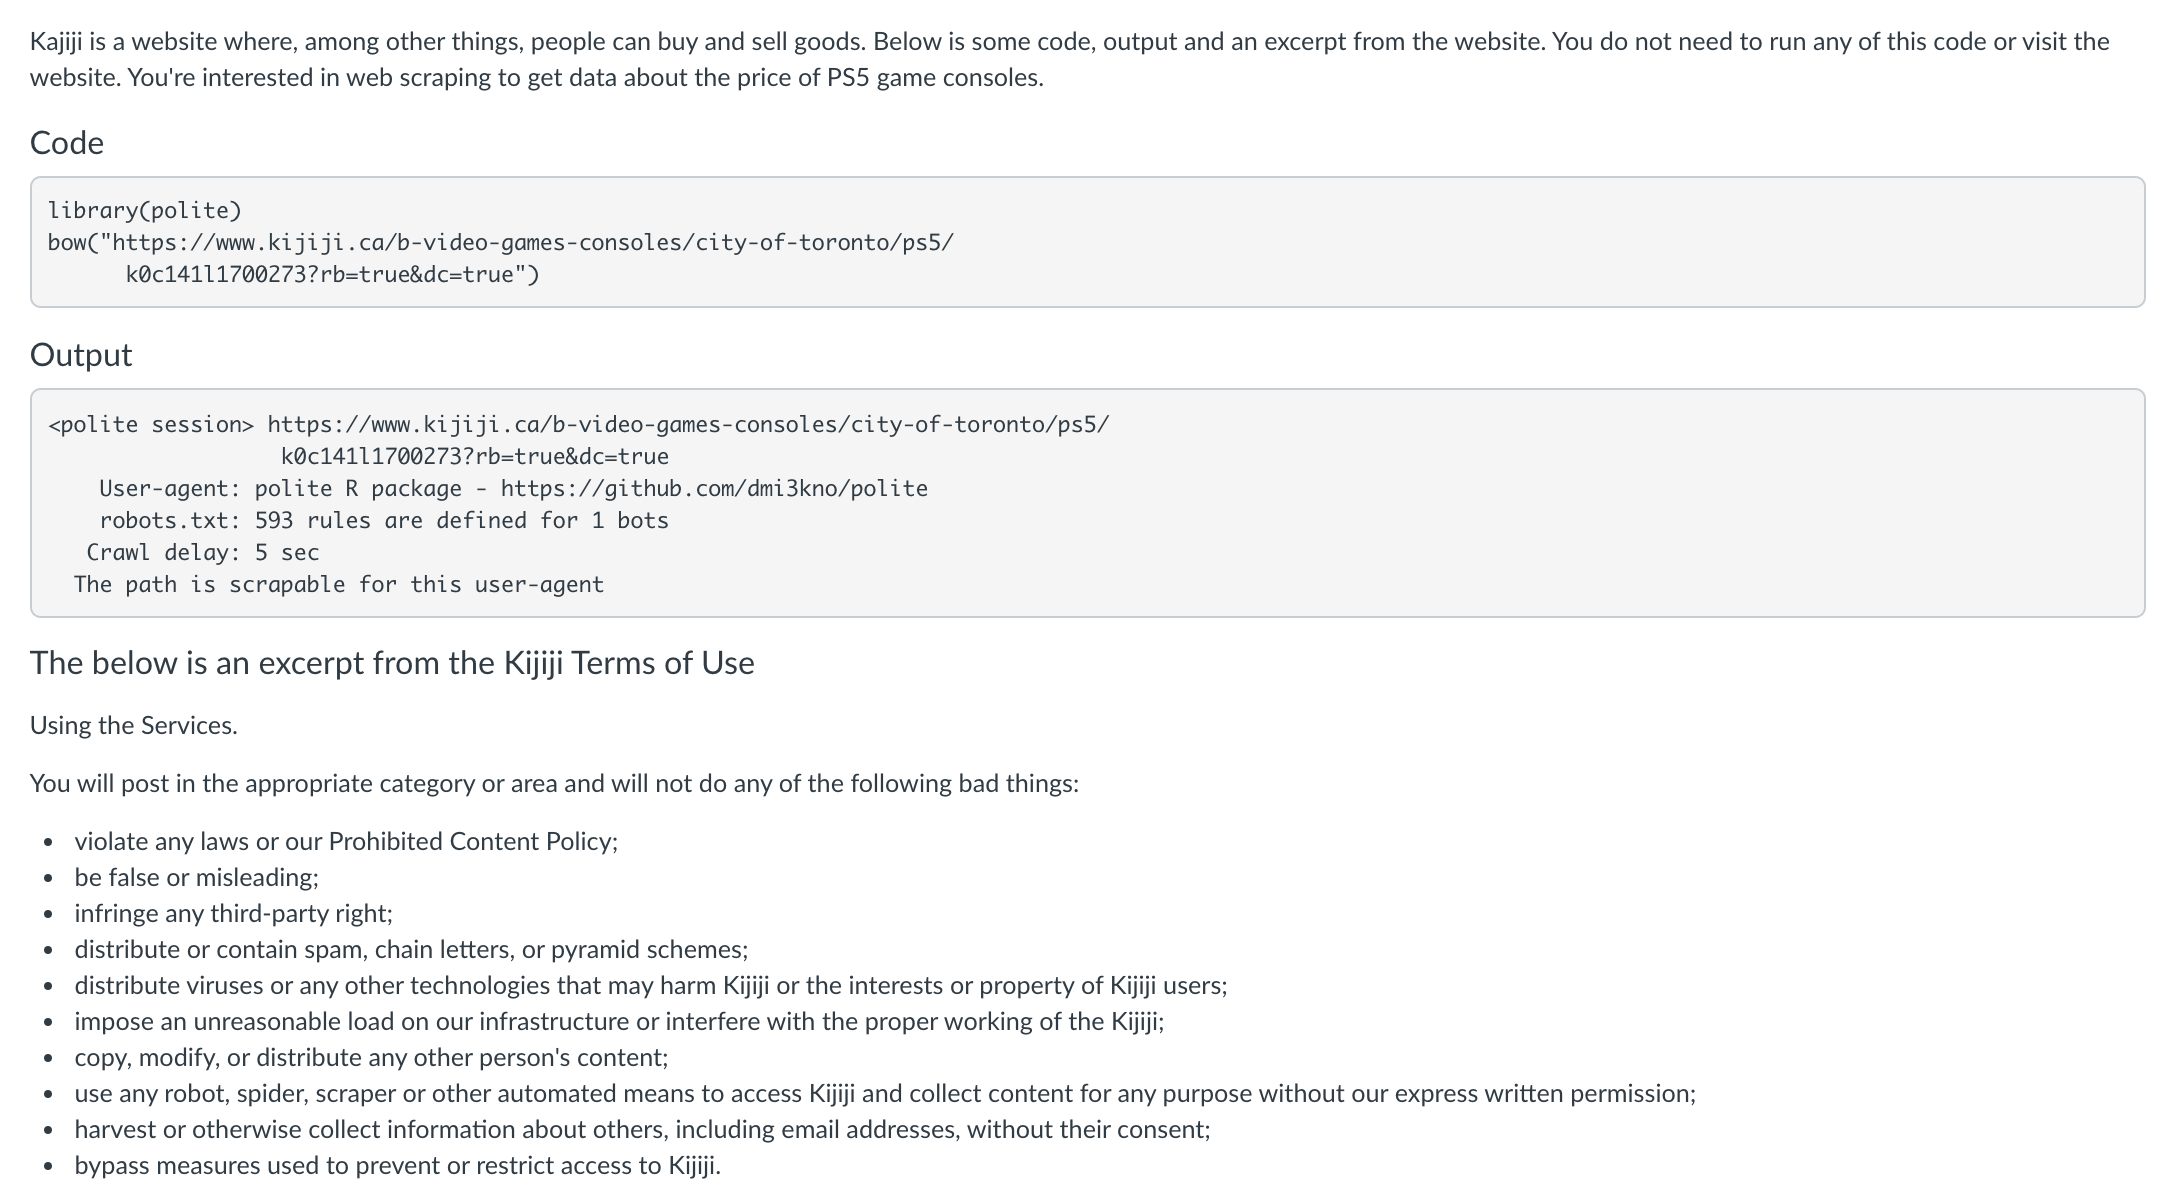 Kajiji is a website where, among other things, people can buy and sell goods. Below is some code, output and an excerpt from the website. You do not need to run any of this code or visit the
website. You're interested in web scraping to get data about the price of PS5 game consoles.
Code
library(polite)
bow("https://www.kijiji.ca/b-video-games-consoles/city-of-toronto/ps5/
k0c141l1700273?rb=true&dc=true")
Output
<polite session> https://www.kijiji.ca/b-video-games-consoles/city-of-toronto/ps5/
k0c141l1700273?rb=true&dc=true
User-agent: polite R package - https://github.com/dmi3kno/polite
robots.txt: 593 rules are defined for 1 bots
Crawl delay: 5 sec
The path is scrapable for this user-agent
The below is an excerpt from the Kijiji Terms of Use
Using the Services.
You will post in the appropriate category or area and will not do any of the following bad things:
• violate any laws or our Prohibited Content Policy;
• be false or misleading;
• infringe any third-party right;
• distribute or contain spam, chain letters, or pyramid schemes;
• distribute viruses or any other technologies that may harm Kijiji or the interests or property of Kijiji users;
• impose an unreasonable load on our infrastructure or interfere with the proper working of the Kijiji;
• copy, modify, or distribute any other person's content;
• use any robot, spider, scraper or other automated means to access Kijiji and collect content for any purpose without our express written permission;
• harvest or otherwise collect information about others, including email addresses, without their consent;
• bypass measures used to prevent or restrict access to Kijiji.